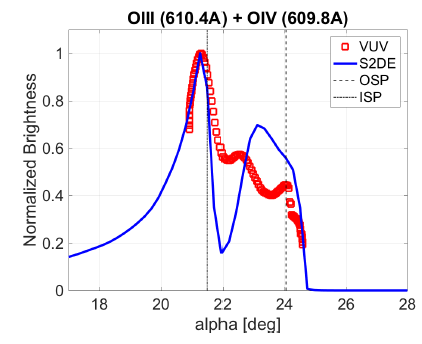 OIII (610.4A) + OIV (609.8A)
VUV
S2DE
OSP
ISP
Normalized Brightness
1
0.8
0.6
0.4
0.2
0
18 20 22 24 26 28
alpha [deg]